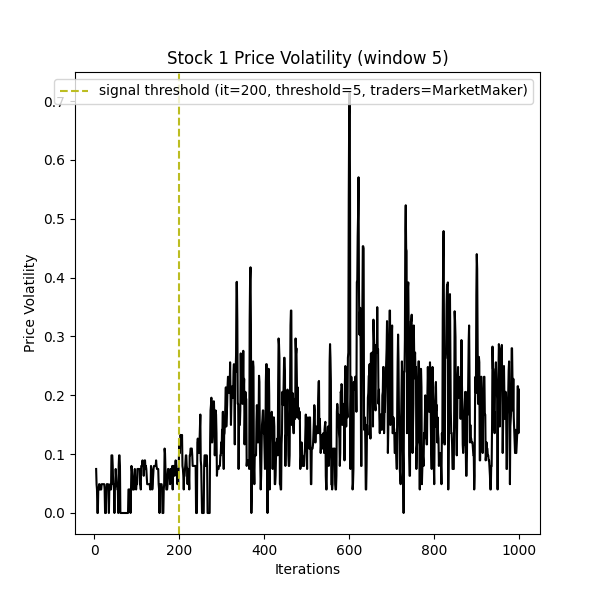 Stock 1 Price Volatility (window 5)
signal threshold (it=200, threshold=5, traders=MarketMaker)
0.7
0.6
0.5
0.4
0.3
0.2
0.1
0.0
Price Volatility
0 200 400 600 800 1000
Iterations